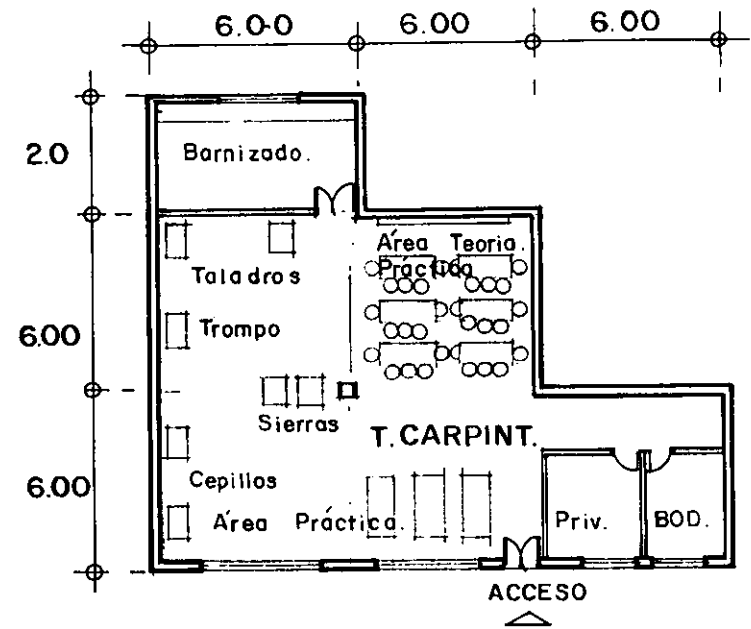 6.0-0 6.00 6.00
2.0
Barnizado.
Área Teoria.
Práctica
Taladros
6.00
Trompo
Sierras
T. CARPINT.
Cepillos
6.00
Área Práctica.
Priv.
BOD.
ACCESO